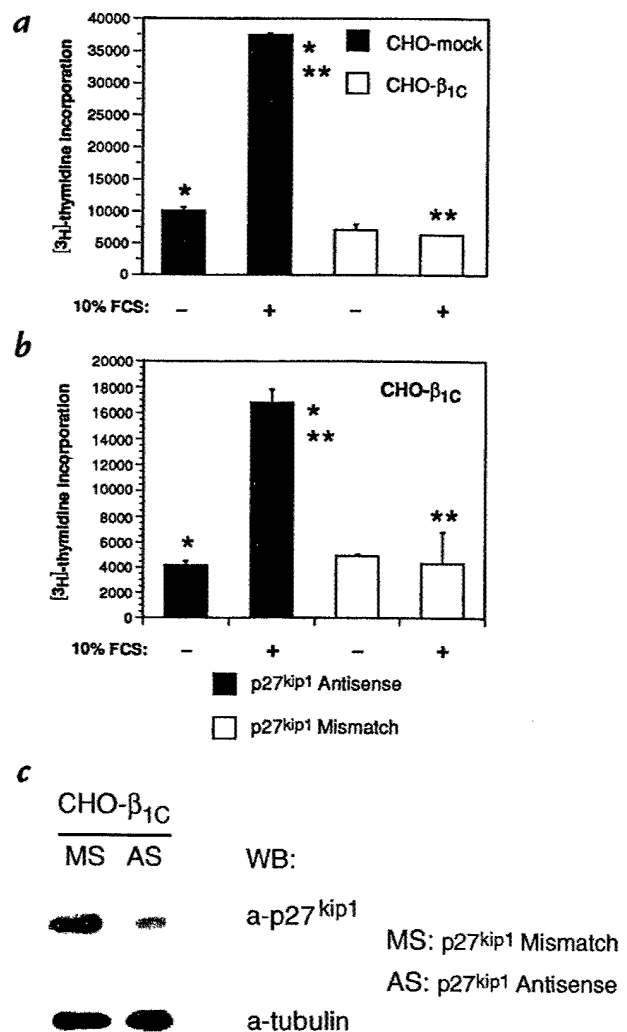 a
40000
35000
30000
25000
20000
15000
10000
5000
0
[3H]-thymidine incorporation
*
*
**
**
CHO-mock
CHO-β1C
10% FCS: – + – +
b
20000
18000
16000
14000
12000
10000
8000
6000
4000
2000
0
[3H]-thymidine incorporation
CHO-β1C
*
*
**
**
10% FCS: – + – +
p27kip1 Antisense
p27kip1 Mismatch
c
CHO-β1C
MS AS WB:
a-p27kip1
MS: p27kip1 Mismatch
AS: p27kip1 Antisense
a-tubulin